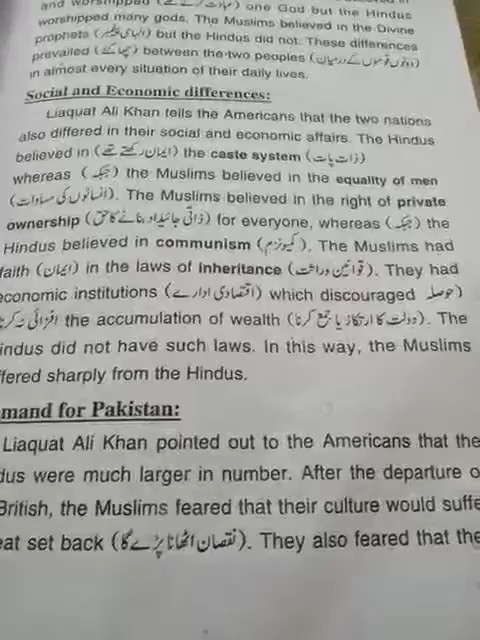 and worshipped (عبادت کرتے تھے) one God but the Hindus
worshipped many gods. The Muslims believed in the Divine
prophets (الہامی پیغمبر) but the Hindus did not. These differences
prevailed (چھائے) between the two peoples (دونوں قوموں کے درمیان)
in almost every situation of their daily lives.
Social and Economic differences:
Liaquat Ali Khan tells the Americans that the two nations
also differed in their social and economic affairs. The Hindus
believed in (ایمان رکھتے تھے) the caste system (ذات پات)
whereas (جبکہ) the Muslims believed in the equality of men
(انسانوں کی مساوات). The Muslims believed in the right of private
ownership (ذاتی جائیداد بنانے کا حق) for everyone, whereas (جبکہ) the
Hindus believed in communism (کمیونزم). The Muslims had
faith (ایمان) in the laws of inheritance (قوانین وراثت). They had
economic institutions (اقتصادی ادارے) which discouraged (حوصلہ
افزائی نہ کرنا the accumulation of wealth (دولت کا ارتکاز یا جمع کرنا). The
indus did not have such laws. In this way, the Muslims
ffered sharply from the Hindus.
mand for Pakistan:
Liaquat Ali Khan pointed out to the Americans that the
dus were much larger in number. After the departure o
British, the Muslims feared that their culture would suffe
eat set back (نقصان اٹھانا پڑے گا). They also feared that the